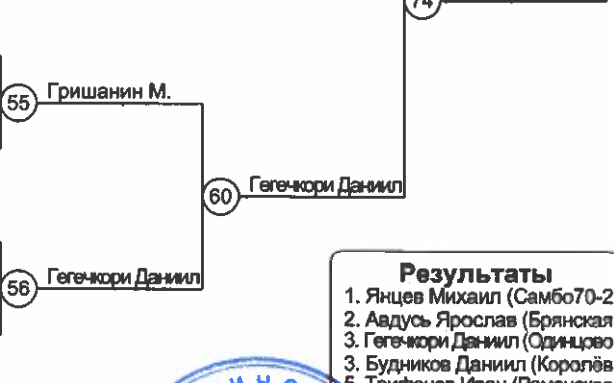 74
55 Гришанин М.
60 Гегечкори Даниил
56 Гегечкори Даниил
Результаты
1. Янцев Михаил (Самбо70-2
2. Авдусь Ярослав (Брянская
3. Гегечкори Даниил (Одинцово
3. Будников Даниил (Королёв
5.